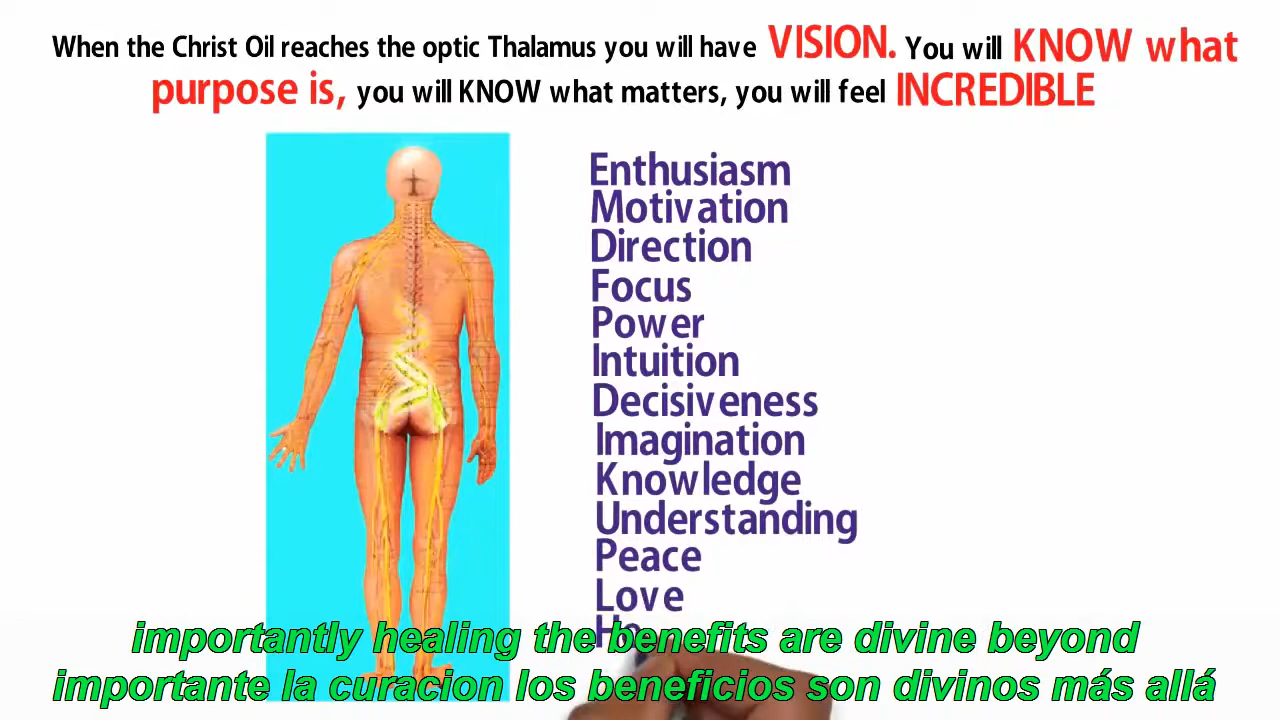 When the Christ Oil reaches the optic Thalamus you will have VISION. You will KNOW what
purpose is, you will KNOW what matters, you will feel INCREDIBLE
Enthusiasm
Motivation
Direction
Focus
Power
Intuition
Decisiveness
Imagination
Knowledge
Understanding
Peace
Love
importantly healing the benefits are divine beyond
importante la curacion los beneficios son divinos más allá